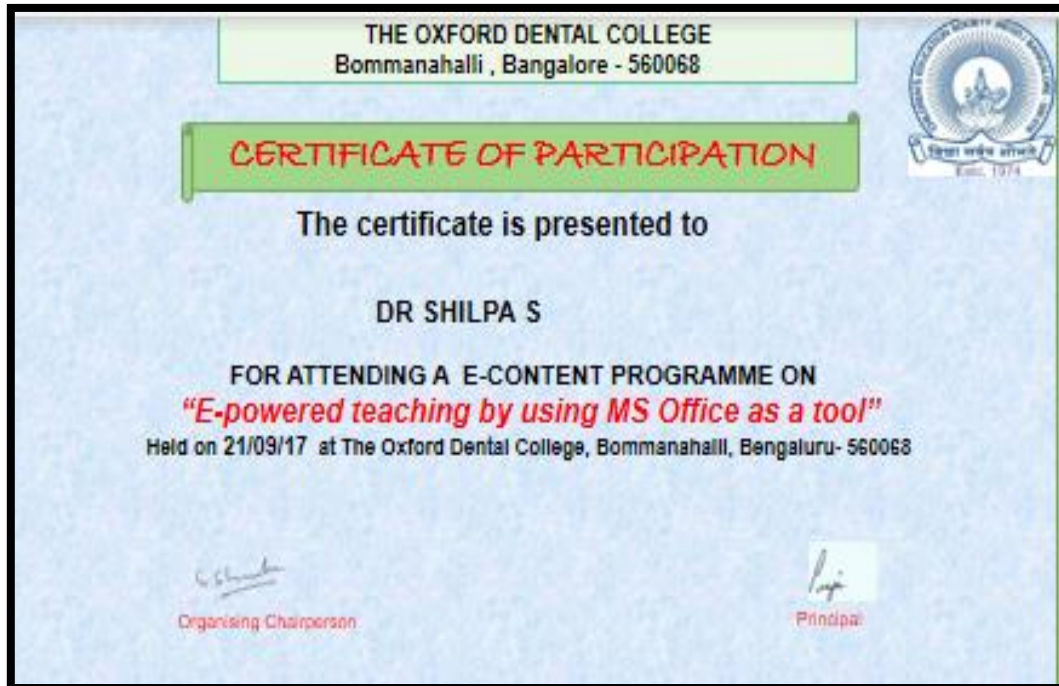 THE OXFORD DENTAL COLLEGE
Bommanahalli , Bangalore - 560068
CERTIFICATE OF PARTICIPATION
Estd. 1974
The certificate is presented to
DR SHILPA S
FOR ATTENDING A E-CONTENT PROGRAMME ON
“E-powered teaching by using MS Office as a tool”
Held on 21/09/17 at The Oxford Dental College, Bommanahalli, Bengaluru- 560068
Organising Chairperson
Principal